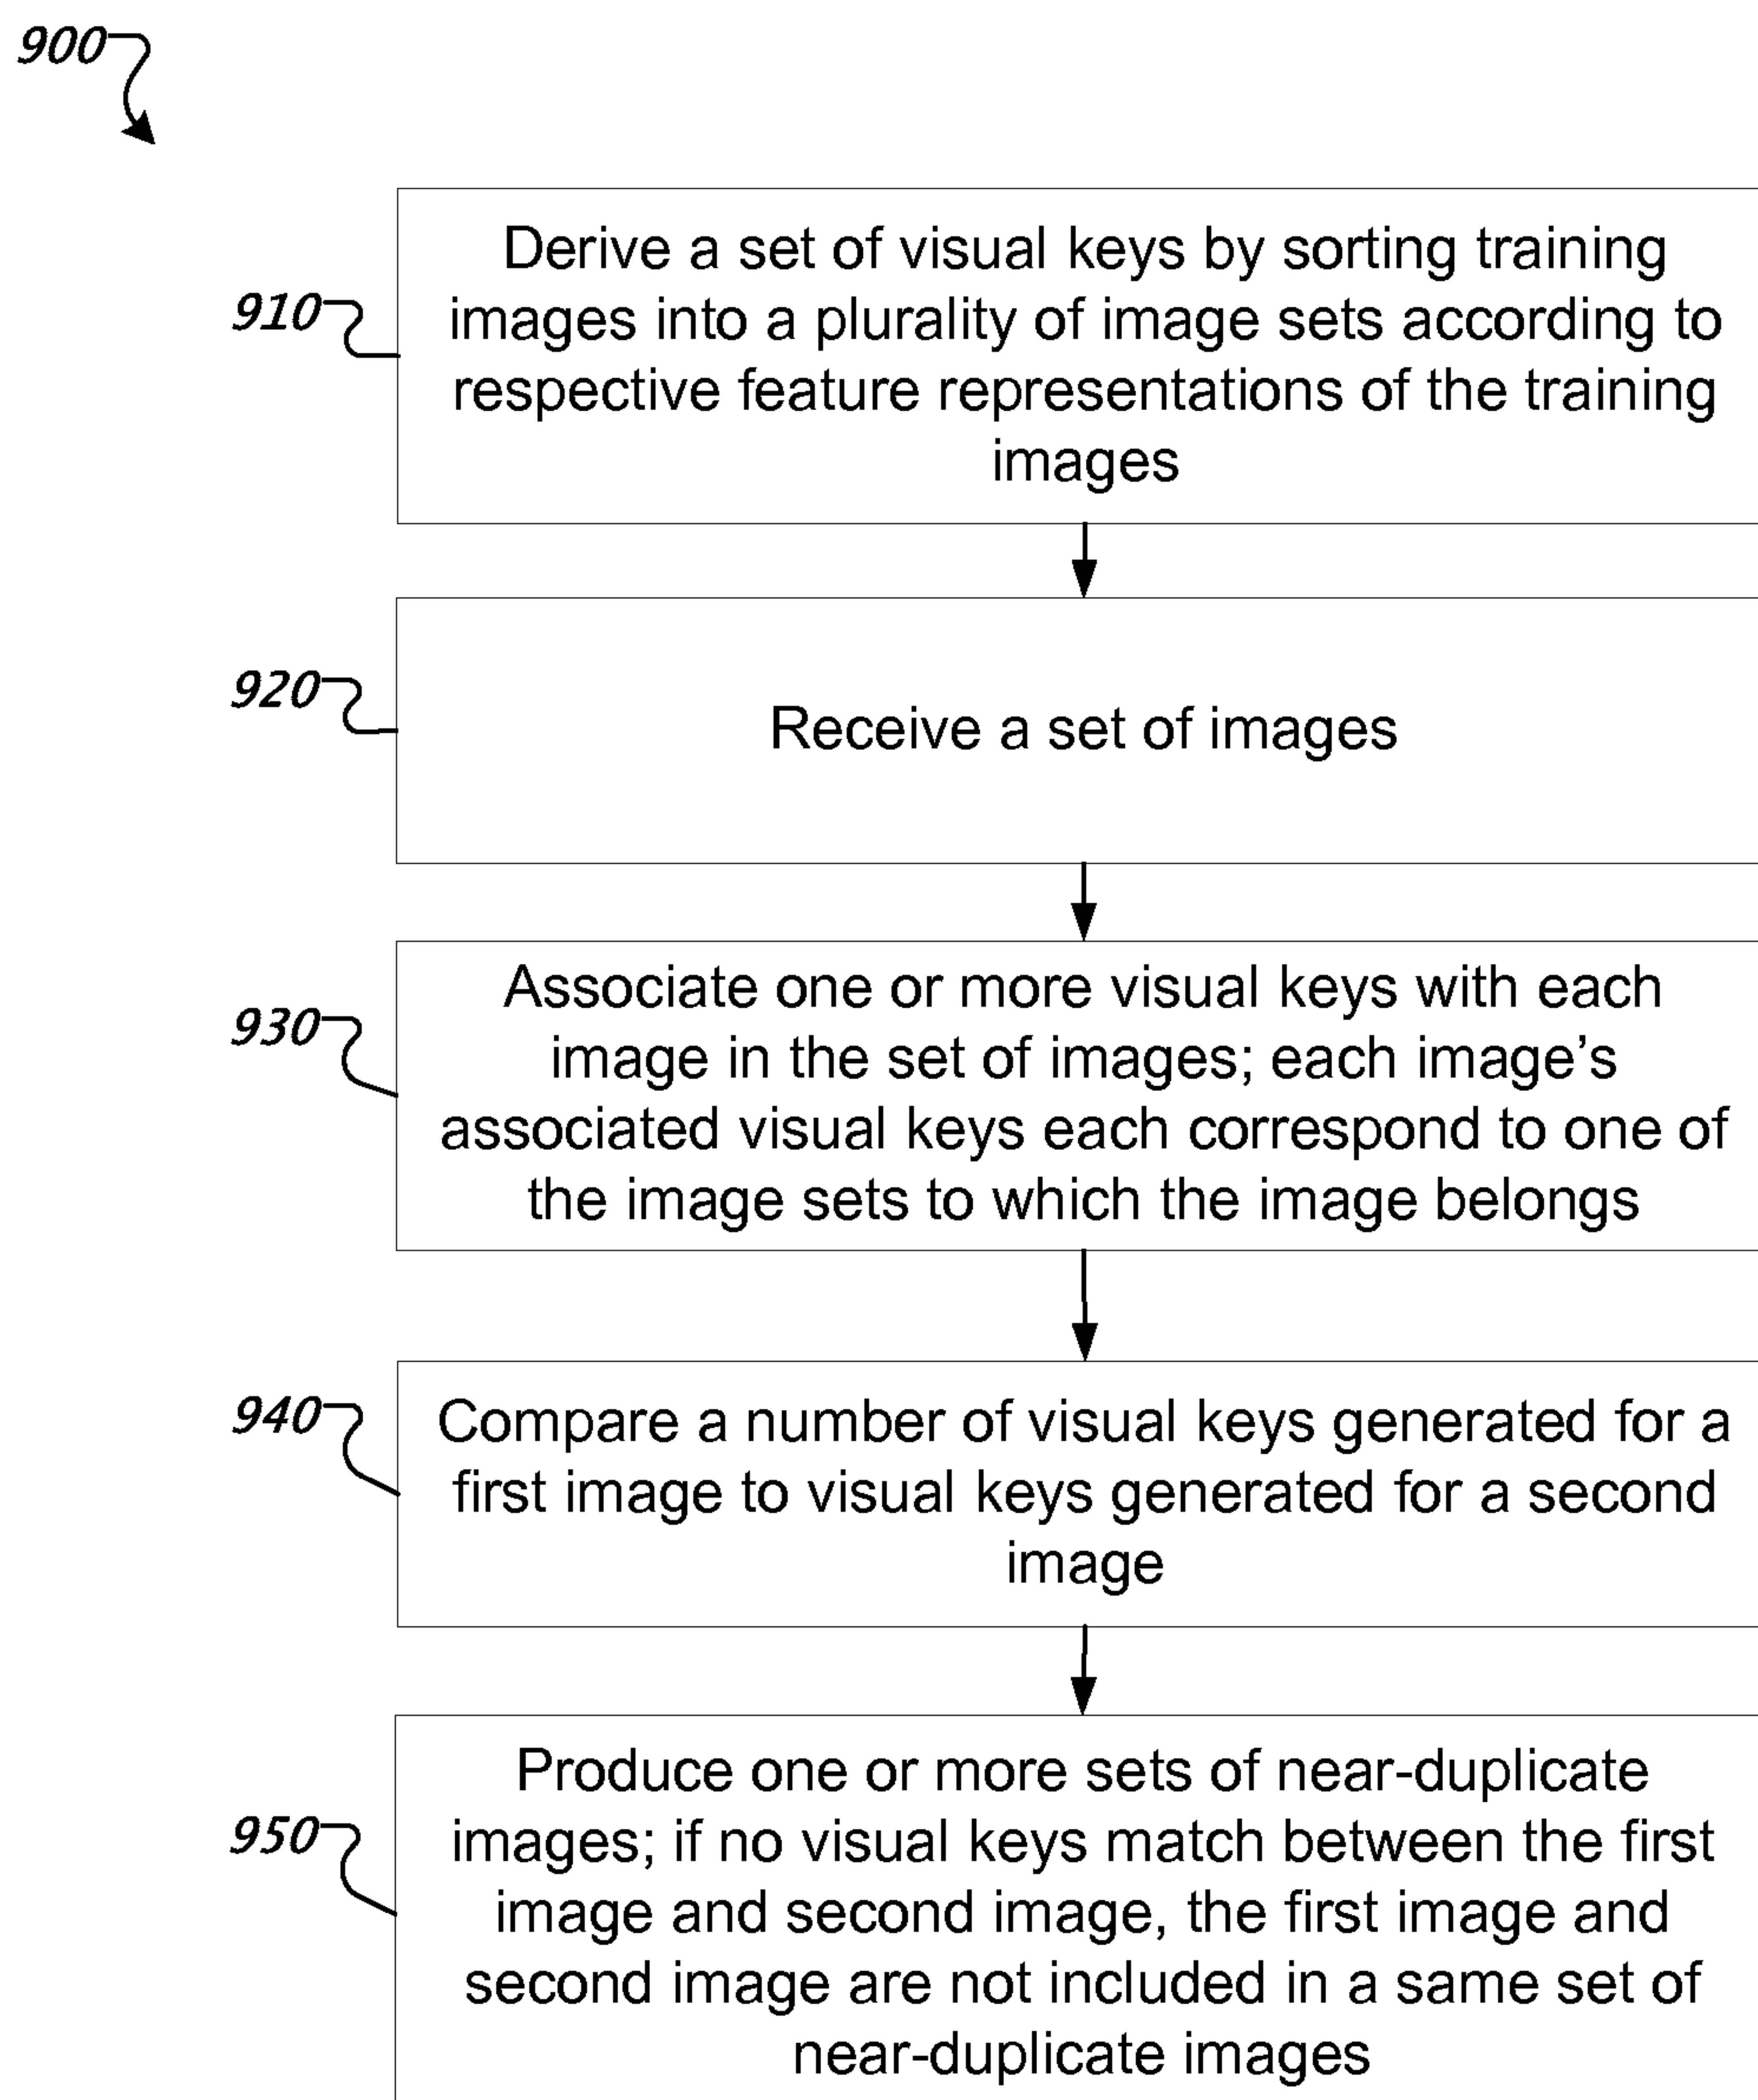 900
910
Derive a set of visual keys by sorting training
images into a plurality of image sets according to
respective feature representations of the training
images
920
Receive a set of images
930
Associate one or more visual keys with each
image in the set of images; each image’s
associated visual keys each correspond to one of
the image sets to which the image belongs
940
Compare a number of visual keys generated for a
first image to visual keys generated for a second
image
950
Produce one or more sets of near-duplicate
images; if no visual keys match between the first
image and second image, the first image and
second image are not included in a same set of
near-duplicate images